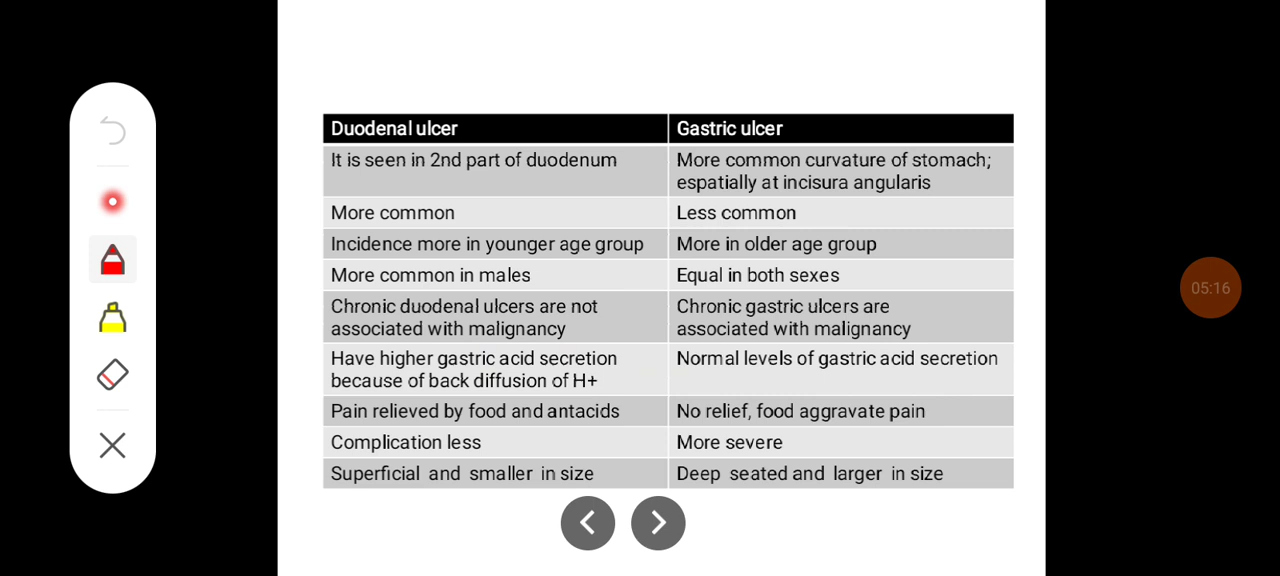 Duodenal ulcer Gastric ulcer
It is seen in 2nd part of duodenum More common curvature of stomach;
espatially at incisura angularis
More common Less common
Incidence more in younger age group More in older age group
More common in males Equal in both sexes
Chronic duodenal ulcers are not Chronic gastric ulcers are
associated with malignancy associated with malignancy
Have higher gastric acid secretion Normal levels of gastric acid secretion
because of back diffusion of H+
Pain relieved by food and antacids No relief, food aggravate pain
Complication less More severe
Superficial and smaller in size Deep seated and larger in size
05:16